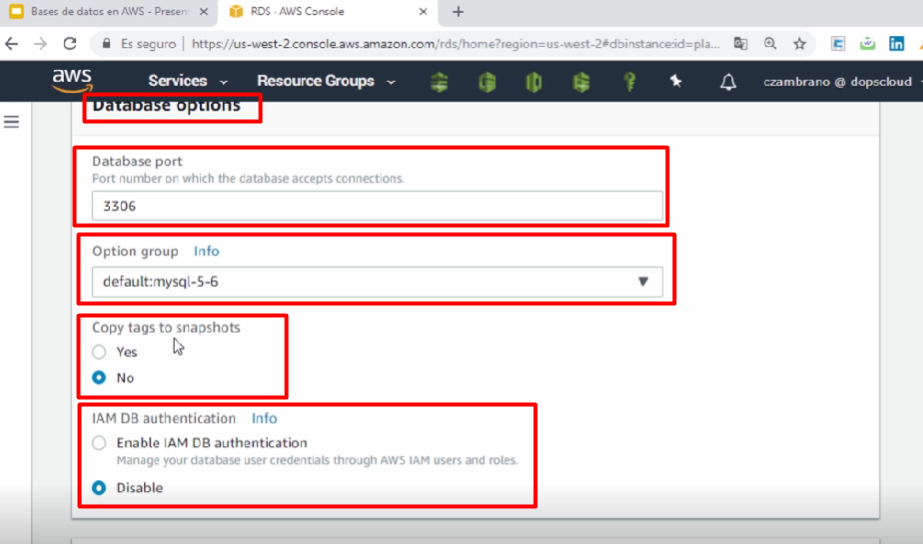 Bases de datos en AWS - Present
RDS - AWS Console
Es seguro | https://us-west-2.console.aws.amazon.com/rds/home?region=us-west-2#dbinstance:id=pla...
aws Services Resource Groups czambrano @ dopscloud
Database options
Database port
Port number on which the database accepts connections.
3306
Option group Info
default:mysql-5-6
Copy tags to snapshots
Yes
No
IAM DB authentication Info
Enable IAM DB authentication
Manage your database user credentials through AWS IAM users and roles.
Disable